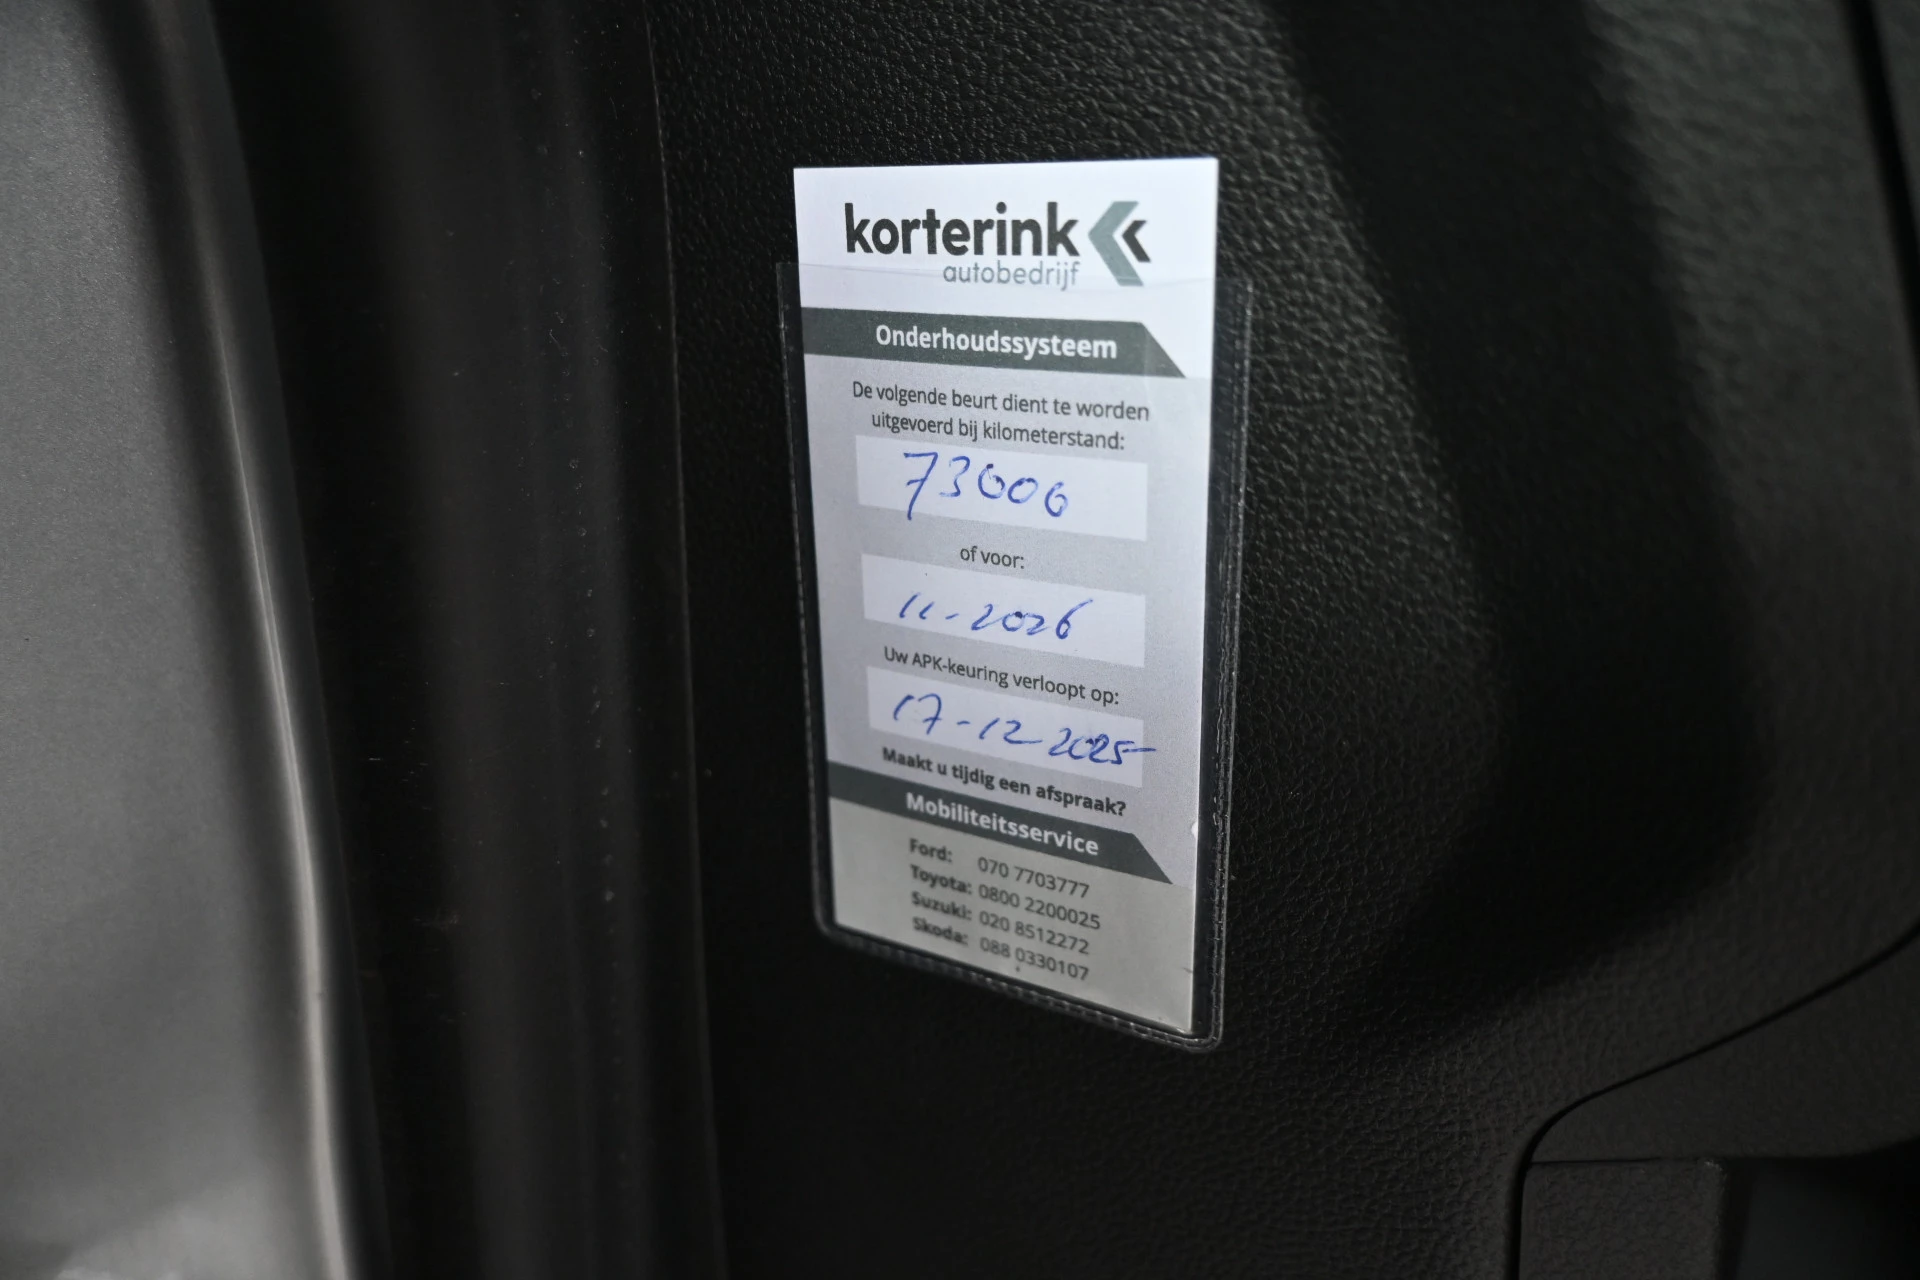 korterink
autobedrijf
Onderhoudssysteem
De volgende beurt dient te worden
uitgevoerd bij kilometerstand:
73000
of voor:
11-2026
Uw APK-keuring verloopt op:
17-12-2025
Maakt u tijdig een afspraak?
Mobiliteitsservice
Ford: 070 7703777
Toyota: 0800 2200025
Suzuki: 020 8512272
Skoda: 088 0330107